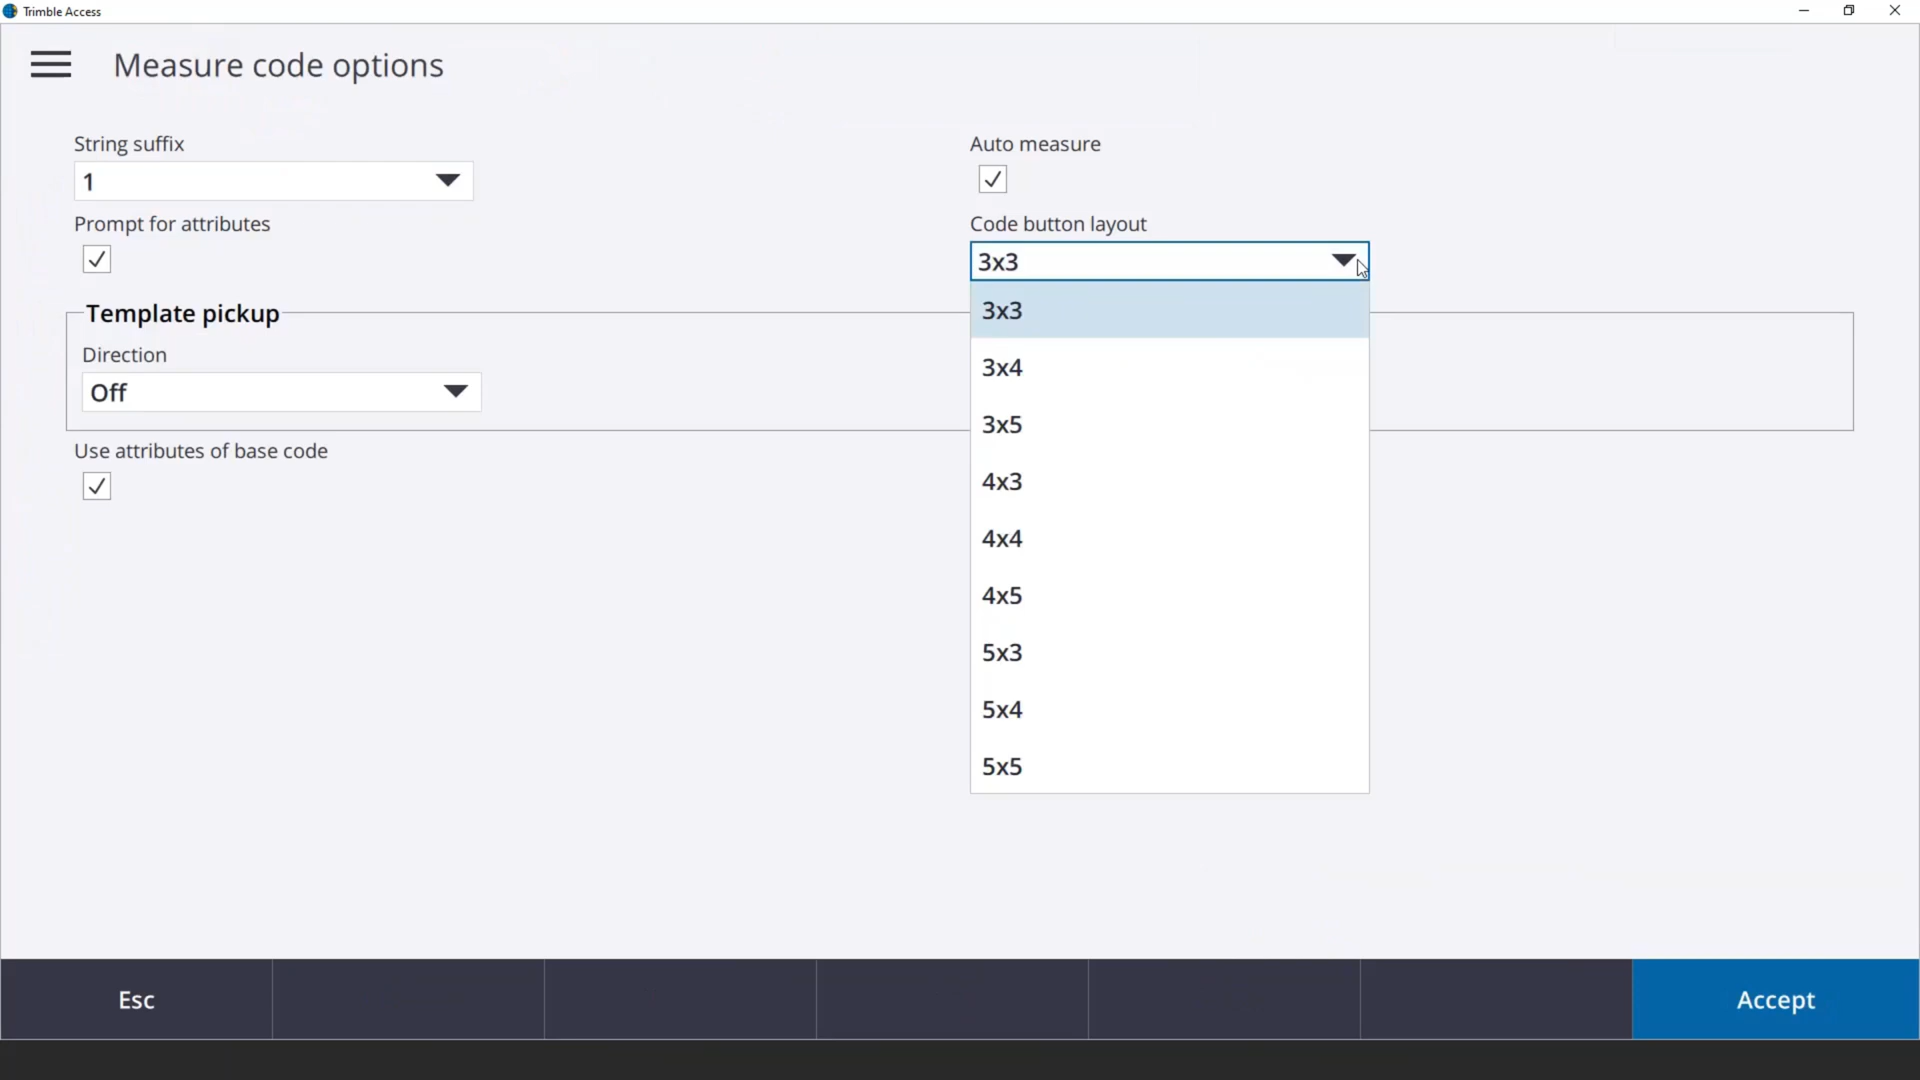 Trimble Access
Measure code options
String suffix
1
Prompt for attributes
Template pickup
Direction
Off
Use attributes of base code
Auto measure
Code button layout
3x3
3x3
3x4
3x5
4x3
4x4
4x5
5x3
5x4
5x5
Esc
Accept